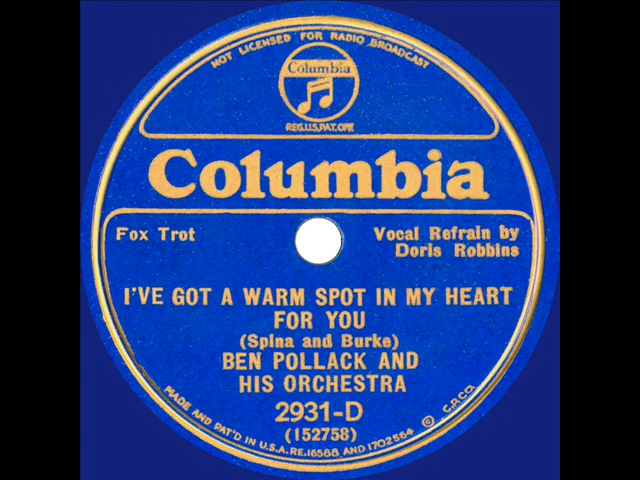 NOT LICENSED FOR RADIO BROADCAST
Columbia
REG.U.S.PAT.OFF.
Columbia
Fox Trot
Vocal Refrain by
Doris Robbins
I'VE GOT A WARM SPOT IN MY HEART
FOR YOU
(Spina and Burke)
BEN POLLACK AND
HIS ORCHESTRA
2931-D
(152758)
MADE AND PAT'D IN U.S.A. RE.16588 AND 1702564 © C.P.CO.